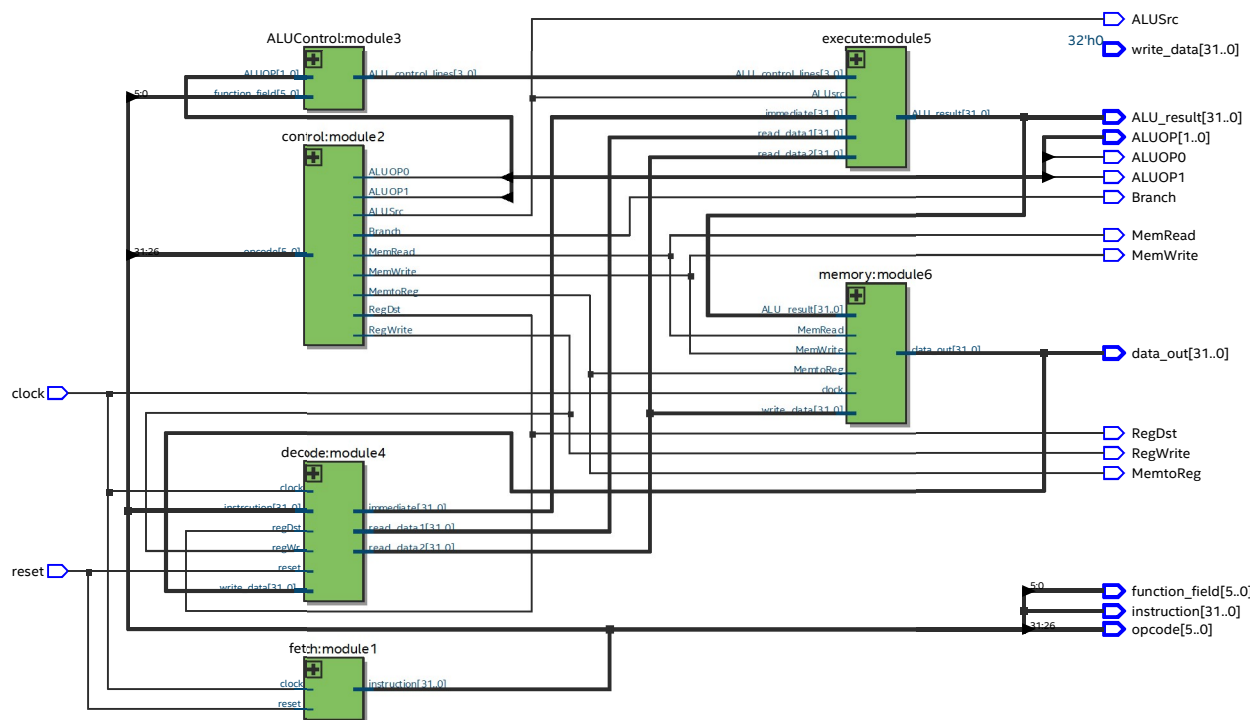 ALUSrc
32'h0
write_data[31..0]
ALUControl:module3
ALUOP[1..0]
function_field[5..0]
ALU_control_lines[3..0]
5:0
execute:module5
ALU_control_lines[3..0]
ALUsrc
immediate[31..0]
read_data1[31..0]
read_data2[31..0]
ALU_result[31..0]
ALU_result[31..0]
ALUOP[1..0]
ALUOP0
ALUOP1
Branch
MemRead
MemWrite
control:module2
31:26
opcode[5..0]
ALUOP0
ALUOP1
ALUSrc
Branch
MemRead
MemWrite
MemtoReg
RegDst
RegWrite
memory:module6
ALU_result[31..0]
MemRead
MemWrite
MemtoReg
clock
write_data[31..0]
data_out[31..0]
data_out[31..0]
clock
RegDst
RegWrite
MemtoReg
decode:module4
clock
instrcution[31..0]
regDst
regWr
reset
write_data[31..0]
immediate[31..0]
read_data1[31..0]
read_data2[31..0]
reset
5:0
function_field[5..0]
instruction[31..0]
31:26
opcode[5..0]
fetch:module1
clock
reset
instruction[31..0]